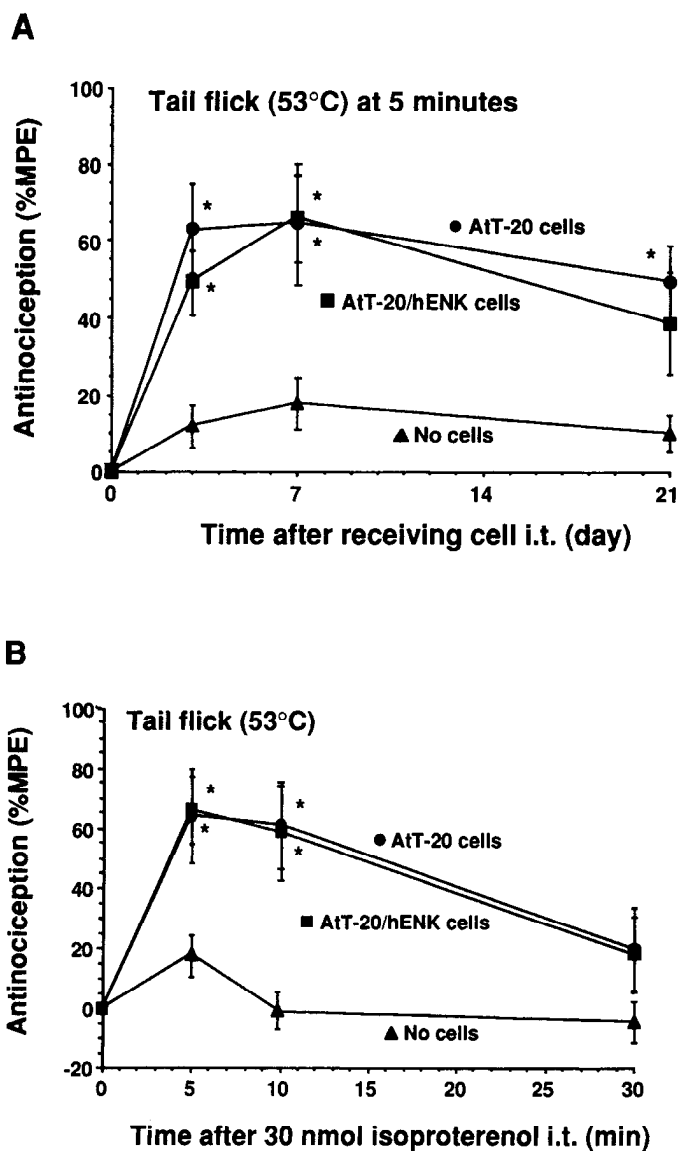 A
Tail flick (53°C) at 5 minutes
Antinociception (%MPE)
100
80
60
40
20
0
* * * * *
AtT-20 cells
AtT-20/hENK cells
No cells
0 7 14 21
Time after receiving cell i.t. (day)
B
Tail flick (53°C)
Antinociception (%MPE)
100
80
60
40
20
0
-20
* * * *
AtT-20 cells
AtT-20/hENK cells
No cells
0 5 10 15 20 25 30
Time after 30 nmol isoproterenol i.t. (min)